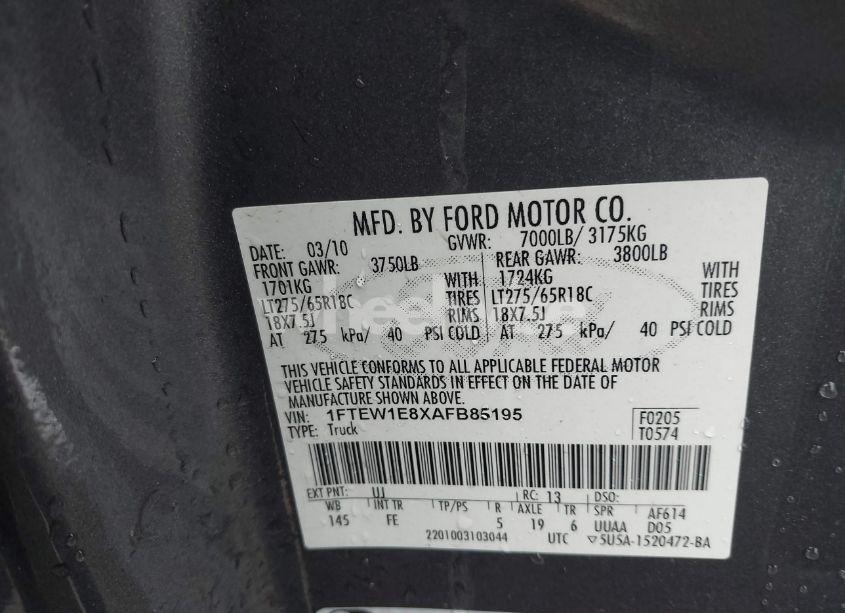 MFD. BY FORD MOTOR CO.
DATE: 03/10 GVWR: 7000LB/ 3175KG
FRONT GAWR: 3750LB REAR GAWR: 3800LB
1701KG WITH 1724KG WITH
LT275/65R18C TIRES LT275/65R18C TIRES
18X7.5J RIMS 18X7.5J RIMS
AT 275 kPa/ 40 PSI COLD AT 275 kPa/ 40 PSI COLD
THIS VEHICLE CONFORMS TO ALL APPLICABLE FEDERAL MOTOR
VEHICLE SAFETY STANDARDS IN EFFECT ON THE DATE OF
MANUFACTURE SHOWN ABOVE.
VIN: 1FTEW1E8XAFB85195 F0205
TYPE: Truck T0574
EXT PNT: UJ RC: 13 DSO:
WB INT TR TP/PS R AXLE TR SPR AF614
145 FE 5 19 6 UUAA D05
2201003103044 UTC ▽5U5A-1520472-BA